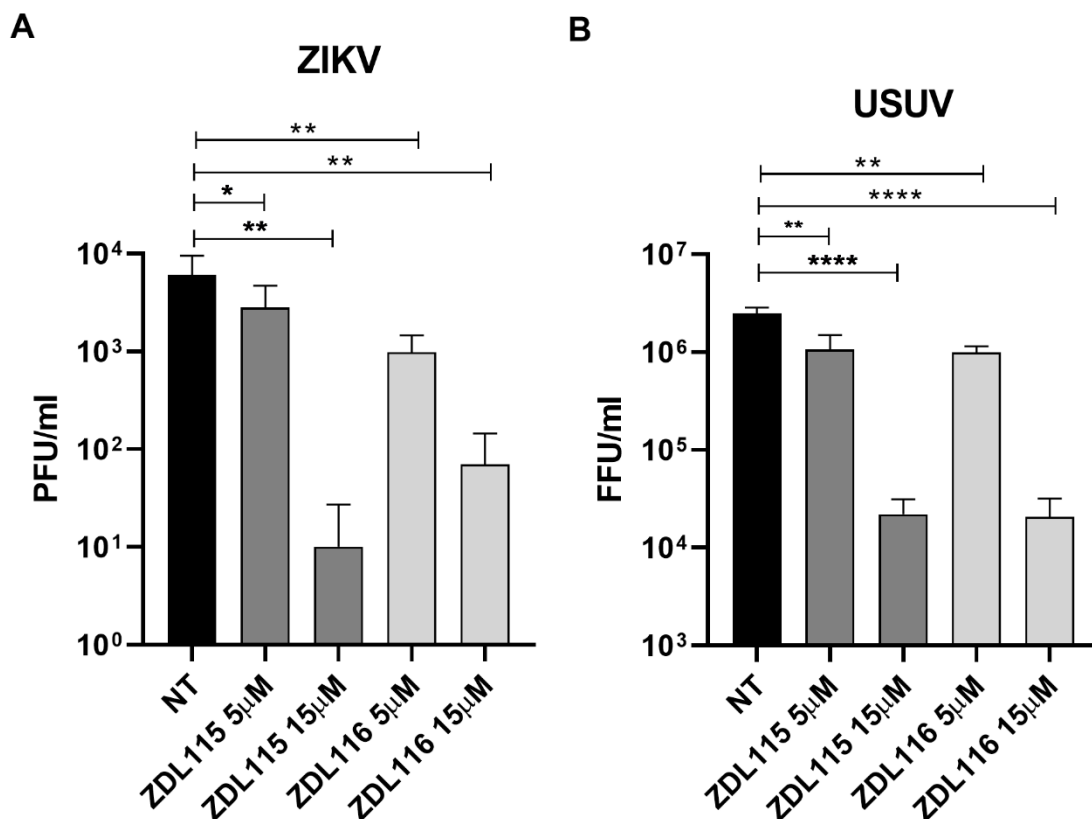 A
ZIKV
**
**
*
**
PFU/ml
10⁴
10³
10²
10¹
10⁰
NT
ZDL115 5μM
ZDL115 15μM
ZDL116 5μM
ZDL116 15μM
B
USUV
**
****
**
****
FFU/ml
10⁷
10⁶
10⁵
10⁴
10³
NT
ZDL115 5μM
ZDL115 15μM
ZDL116 5μM
ZDL116 15μM